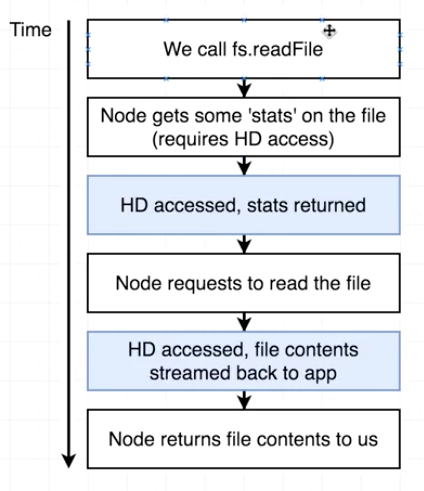 Time
We call fs.readFile
Node gets some 'stats' on the file
(requires HD access)
HD accessed, stats returned
Node requests to read the file
HD accessed, file contents
streamed back to app
Node returns file contents to us